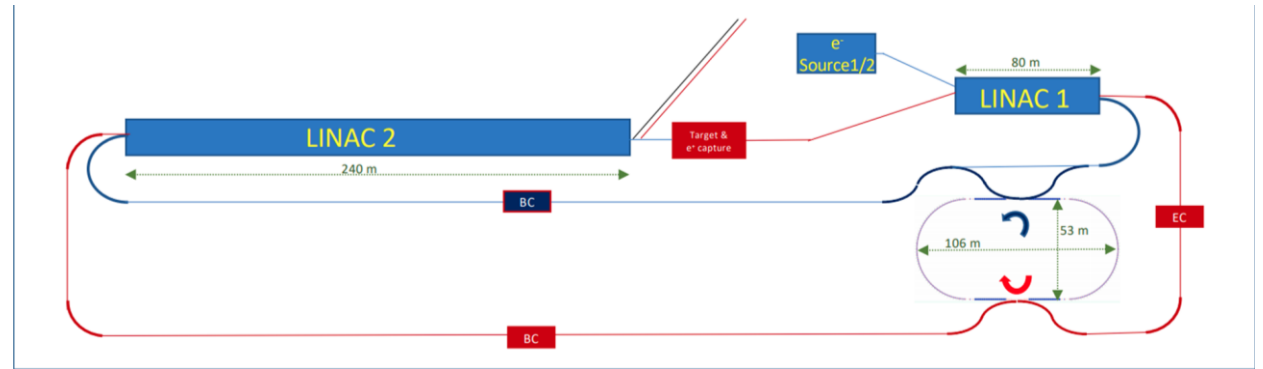 e-
Source1/2
80 m
LINAC 1
LINAC 2
Target &
e+ capture
240 m
BC
EC
53 m
106 m
BC